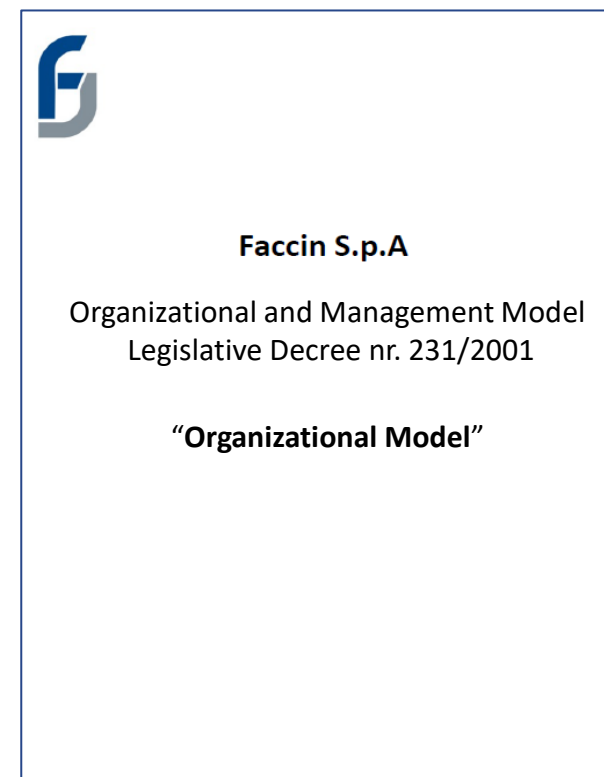 Faccin S.p.A
Organizational and Management Model
Legislative Decree nr. 231/2001
“Organizational Model”